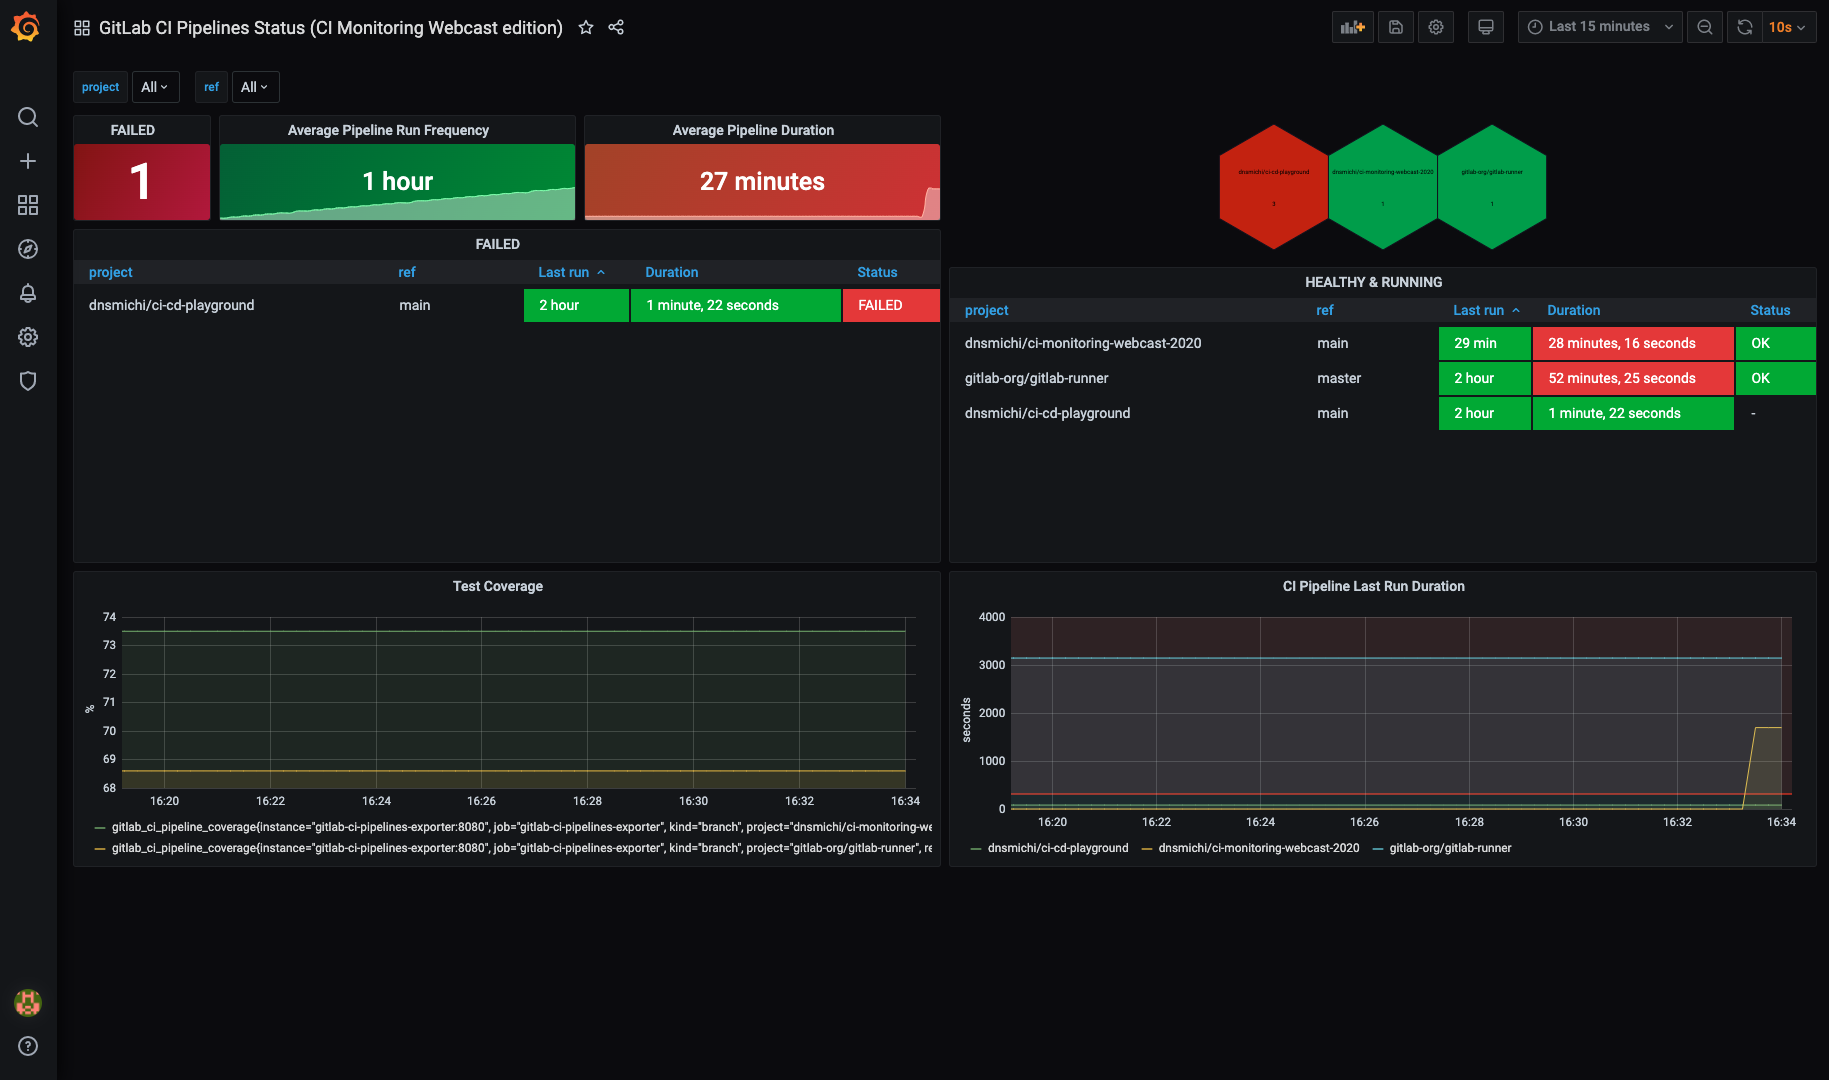 GitLab CI Pipelines Status (CI Monitoring Webcast edition)
Last 15 minutes
10s
project All ref All
FAILED
1
Average Pipeline Run Frequency
1 hour
Average Pipeline Duration
27 minutes
dnsmichi/ci-cd-playground
3
dnsmichi/ci-monitoring-webcast-2020
1
gitlab-org/gitlab-runner
1
FAILED
project ref Last run Duration Status
dnsmichi/ci-cd-playground main 2 hour 1 minute, 22 seconds FAILED
HEALTHY & RUNNING
project ref Last run Duration Status
dnsmichi/ci-monitoring-webcast-2020 main 29 min 28 minutes, 16 seconds OK
gitlab-org/gitlab-runner master 2 hour 52 minutes, 25 seconds OK
dnsmichi/ci-cd-playground main 2 hour 1 minute, 22 seconds -
Test Coverage
74
73
72
71
70
69
68
%
16:20 16:22 16:24 16:26 16:28 16:30 16:32 16:34
gitlab_ci_pipeline_coverage{instance="gitlab-ci-pipelines-exporter:8080", job="gitlab-ci-pipelines-exporter", kind="branch", project="dnsmichi/ci-monitoring-we
gitlab_ci_pipeline_coverage{instance="gitlab-ci-pipelines-exporter:8080", job="gitlab-ci-pipelines-exporter", kind="branch", project="gitlab-org/gitlab-runner", re
CI Pipeline Last Run Duration
4000
3000
2000
1000
0
seconds
16:20 16:22 16:24 16:26 16:28 16:30 16:32 16:34
dnsmichi/ci-cd-playground dnsmichi/ci-monitoring-webcast-2020 gitlab-org/gitlab-runner